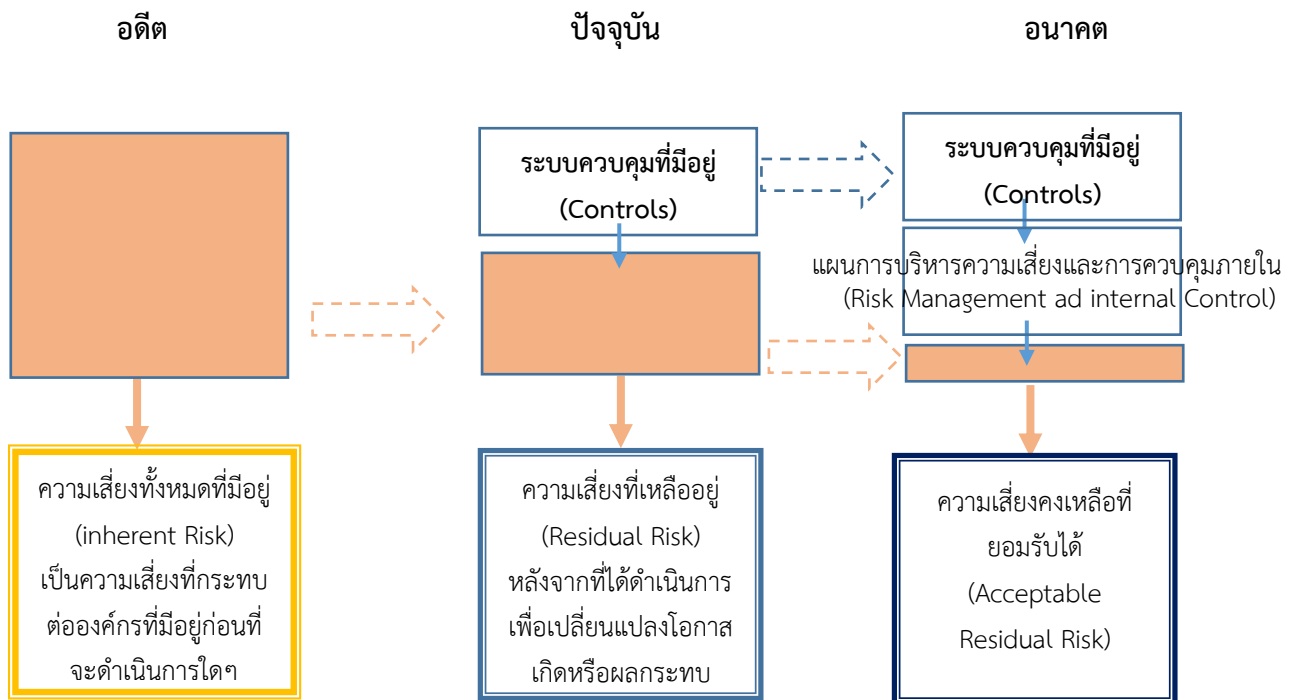 อดีต
ปัจจุบัน
อนาคต
ระบบควบคุมที่มีอยู่
(Controls)
ระบบควบคุมที่มีอยู่
(Controls)
แผนการบริหารความเสี่ยงและการควบคุมภายใน
(Risk Management ad internal Control)
ความเสี่ยงทั้งหมดที่มีอยู่
(inherent Risk)
เป็นความเสี่ยงที่กระทบ
ต่อองค์กรที่มีอยู่ก่อนที่
จะดำเนินการใดๆ
ความเสี่ยงที่เหลืออยู่
(Residual Risk)
หลังจากที่ได้ดำเนินการ
เพื่อเปลี่ยนแปลงโอกาส
เกิดหรือผลกระทบ
ความเสี่ยงคงเหลือที่
ยอมรับได้
(Acceptable
Residual Risk)